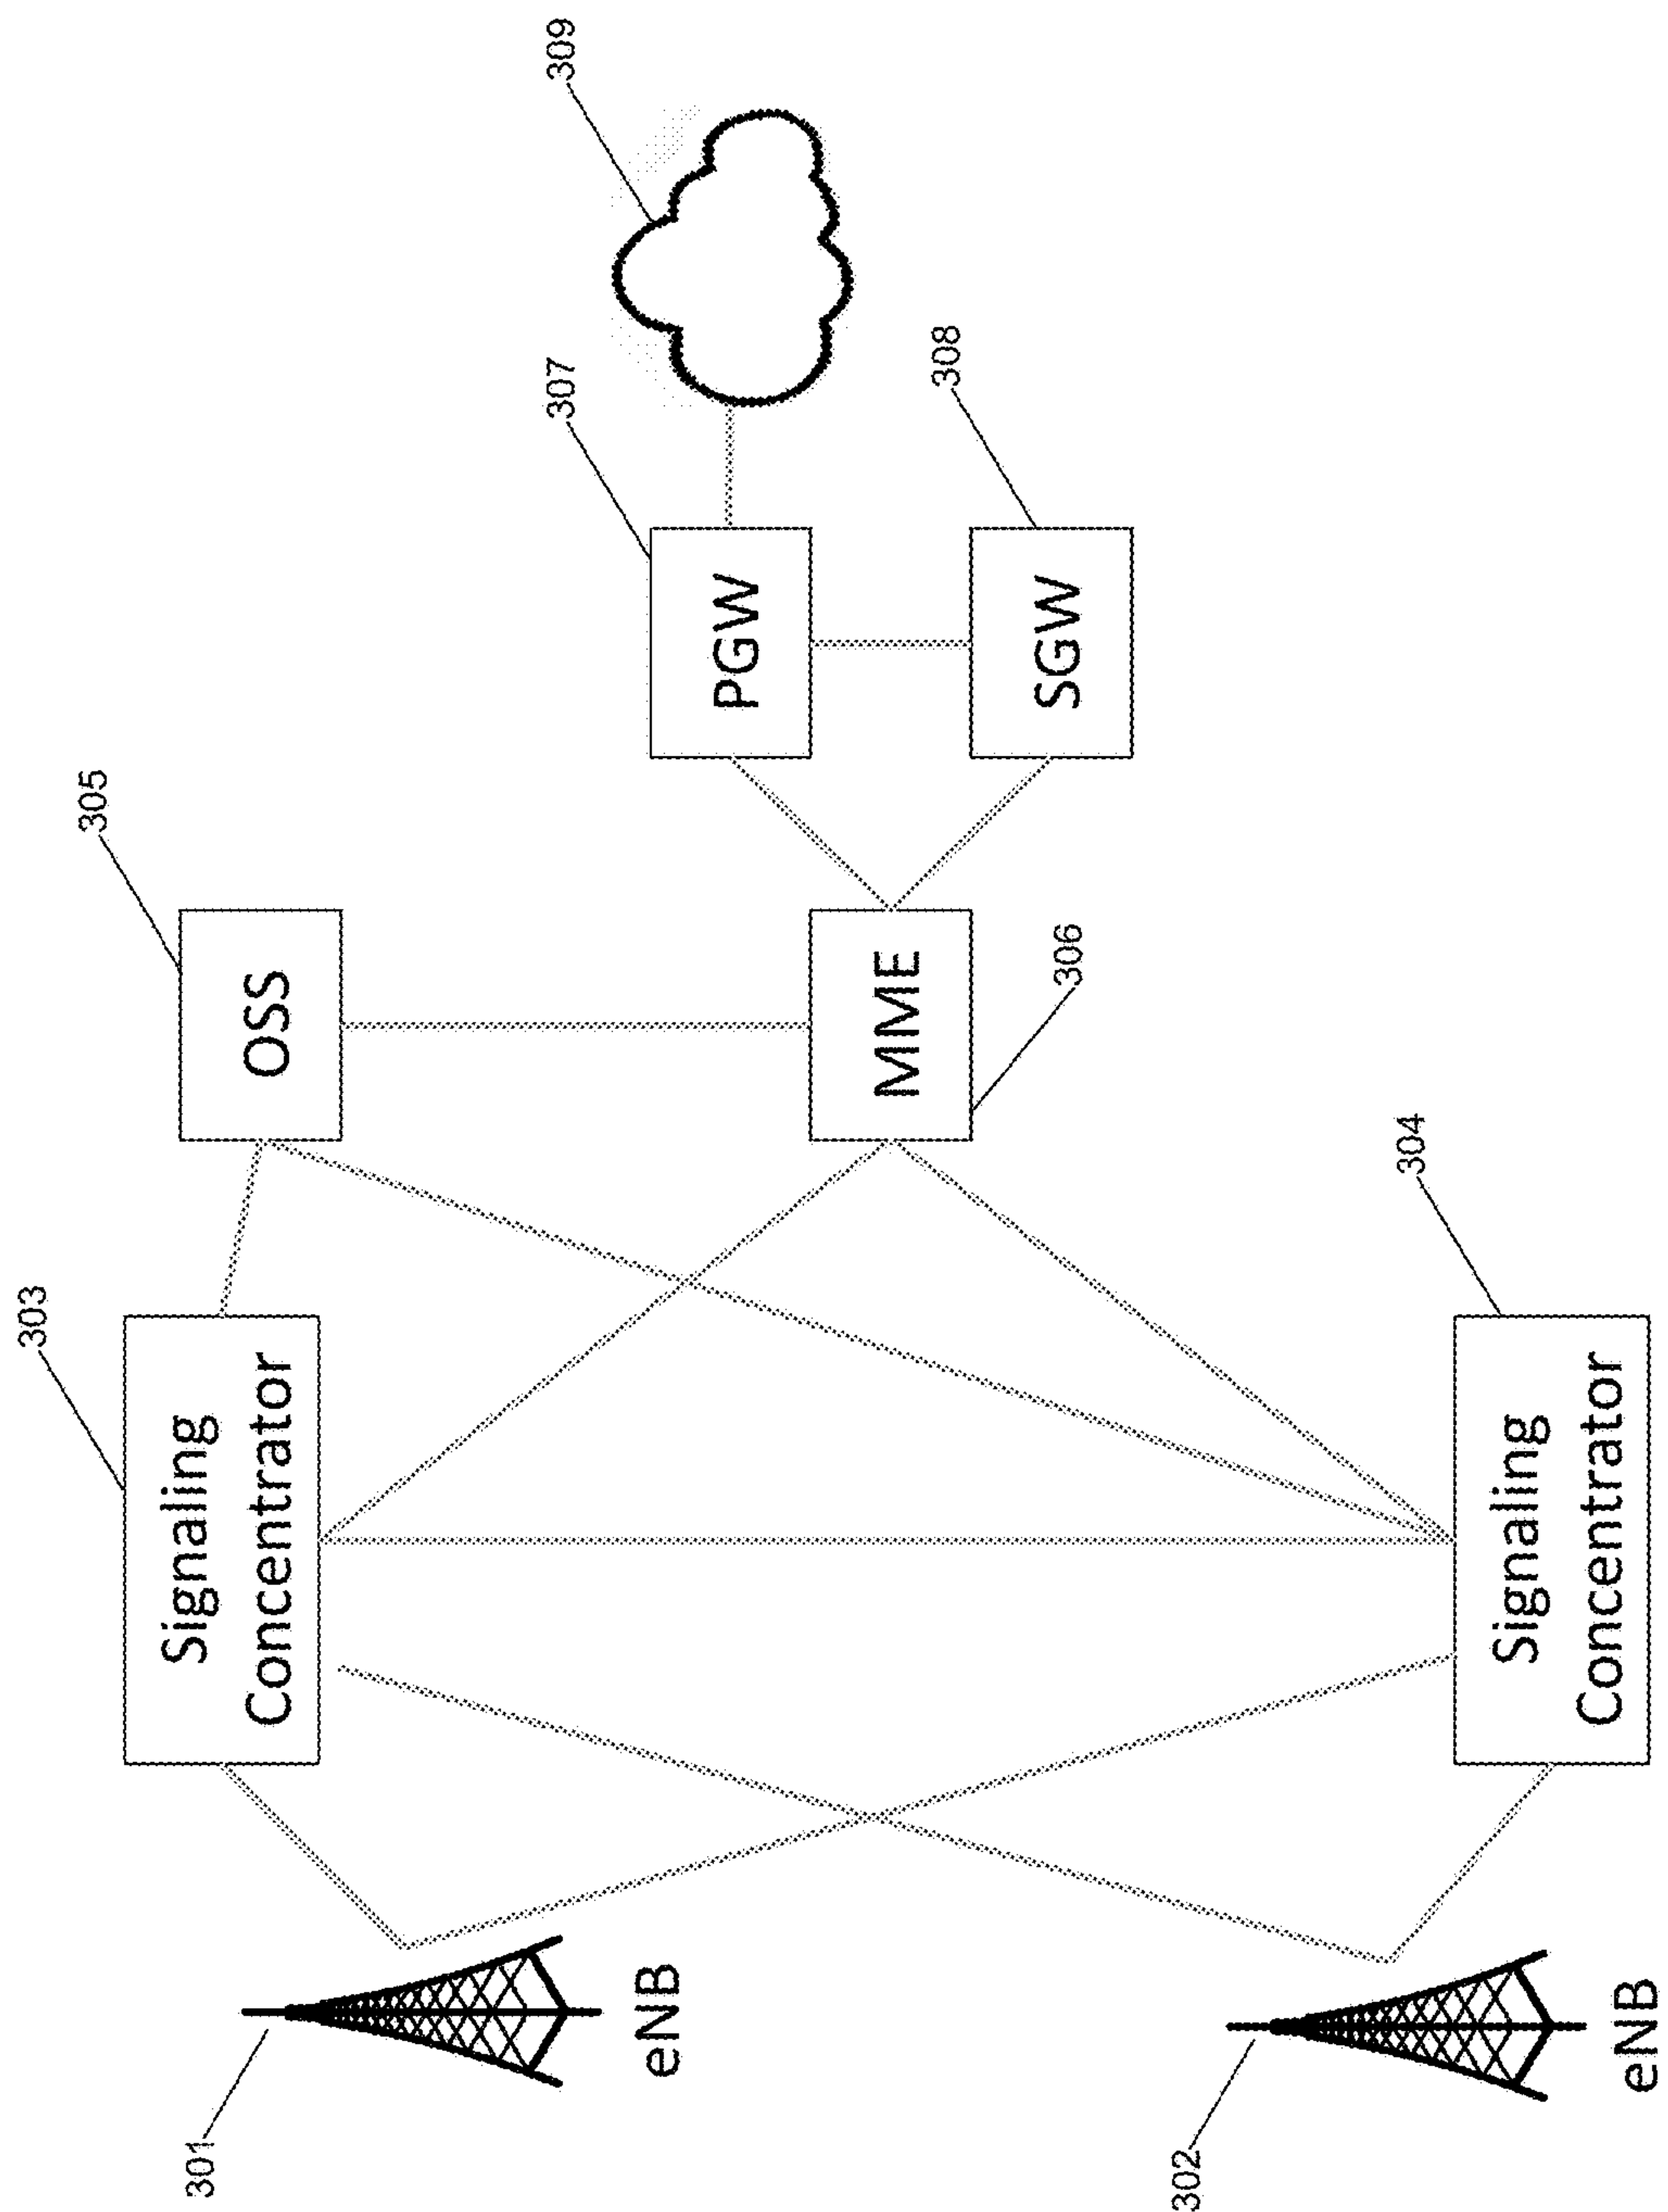 301
eNB
302
eNB
303
Signaling
Concentrator
304
Signaling
Concentrator
305
OSS
306
MME
307
PGW
308
SGW
309